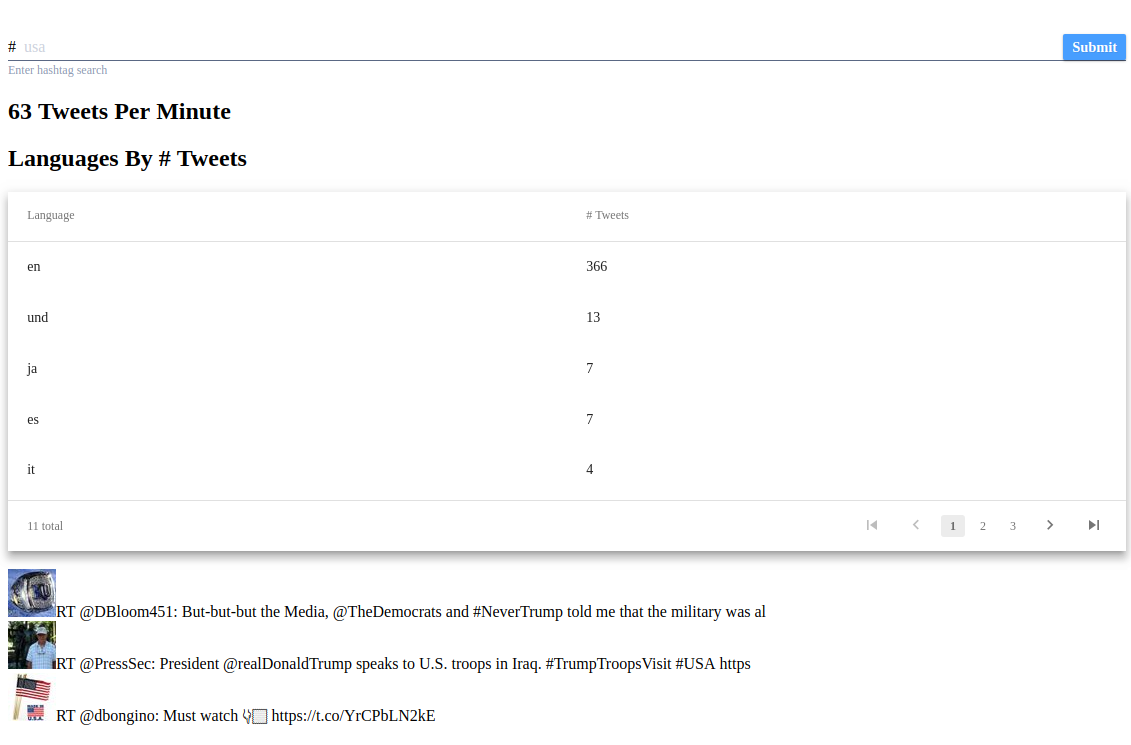 # usa Submit
Enter hashtag search
63 Tweets Per Minute
Languages By # Tweets
Language # Tweets
en 366
und 13
ja 7
es 7
it 4
11 total 1 2 3
RT @DBloom451: But-but-but the Media, @TheDemocrats and #NeverTrump told me that the military was al
RT @PressSec: President @realDonaldTrump speaks to U.S. troops in Iraq. #TrumpTroopsVisit #USA https
MADE IN U.S.A.
RT @dbongino: Must watch 👇🏻 https://t.co/YrCPbLN2kE